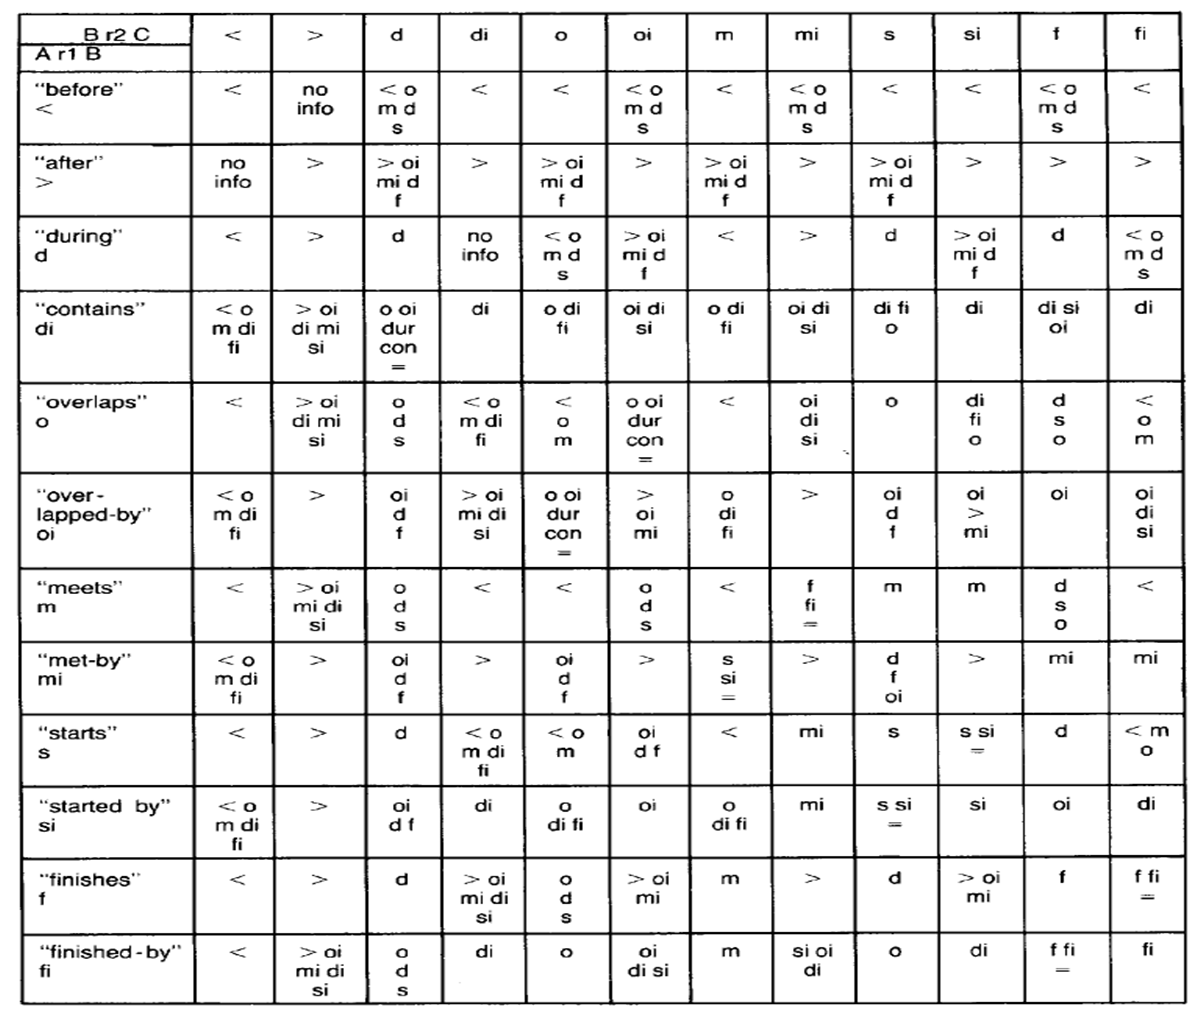 B r2 C < > d di o oi m mi s si f fi
A r1 B
"before" < no < o < < < o < < o < < < o <
< info m d m d m d m d
s s s s
"after" no > > oi > > oi > > oi > > oi > > >
> info mi d mi d mi d mi d
f f f f
"during" < > d no < o > oi < > d > oi d < o
d info m d mi d mi d m d
s f f s
"contains" < o > oi o oi di o di oi di o di oi di di fi di di si di
di m di di mi dur fi si fi si o oi
fi si con
=
"overlaps" < > oi o < o < o oi < oi o di d <
o di mi d m di o dur di fi s o
si s fi m con si o o m
=
"over- < o > oi > oi o oi > o > oi oi oi oi
lapped-by" m di d mi di dur oi di d > di
oi fi f si con mi fi f mi si
=
"meets" < > oi o < < o < f m m d <
m mi di d d fi s
si s s = o
"met-by" < o > oi > oi > s > d > mi mi
mi m di d d si f
fi f f = oi
"starts" < > d < o < o oi < mi s s si d < m
s m di m d f = o
fi
"started by" < o > oi di o oi o mi s si si oi di
si m di d f di fi di fi =
fi
"finishes" < > d > oi o > oi m > d > oi f f fi
f mi di d mi mi =
si s
"finished-by" < > oi o di o oi m si oi o di f fi fi
fi mi di d di si di =
si s